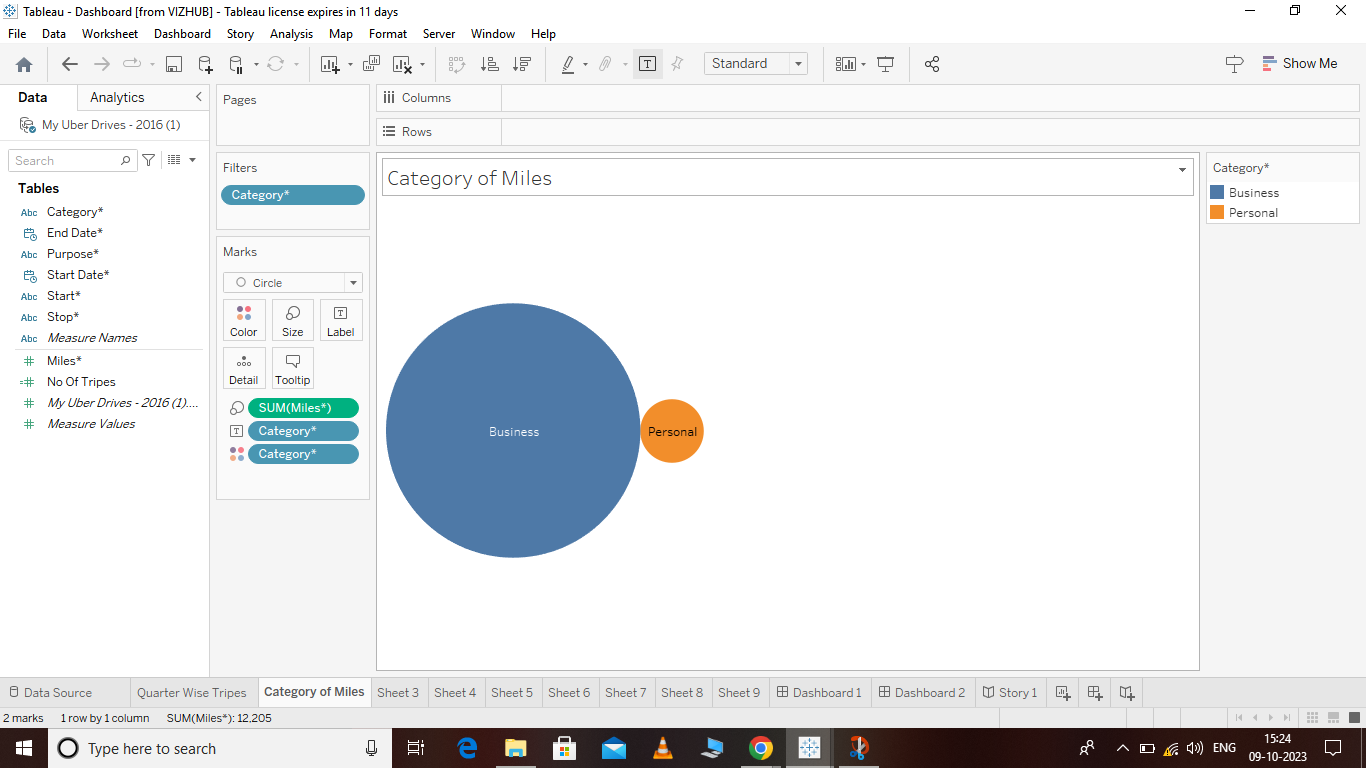 Tableau - Dashboard [from VIZHUB] - Tableau license expires in 11 days
File Data Worksheet Dashboard Story Analysis Map Format Server Window Help
Standard
Show Me
Data Analytics
My Uber Drives - 2016 (1)
Search
Tables
Abc Category*
End Date*
Abc Purpose*
Start Date*
Abc Start*
Abc Stop*
Abc Measure Names
Miles*
No Of Tripes
My Uber Drives - 2016 (1)....
Measure Values
Pages
Filters
Category*
Marks
Circle
Color Size Label
Detail Tooltip
SUM(Miles*)
Category*
Category*
Columns
Rows
Category of Miles
Business
Personal
Category*
Business
Personal
Data Source Quarter Wise Tripes Category of Miles Sheet 3 Sheet 4 Sheet 5 Sheet 6 Sheet 7 Sheet 8 Sheet 9 Dashboard 1 Dashboard 2 Story 1
2 marks 1 row by 1 column SUM(Miles*): 12,205
Type here to search
ENG
15:24
09-10-2023